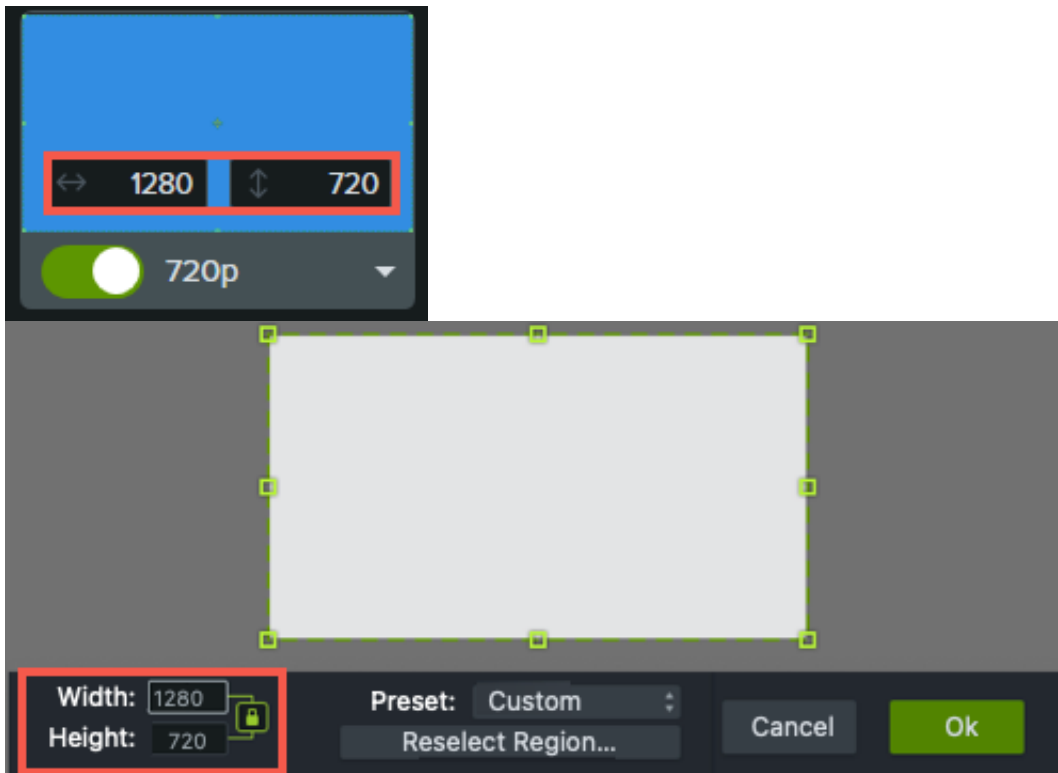 1280 720
720p
Width: 1280
Height: 720
Preset: Custom
Reselect Region...
Cancel
Ok